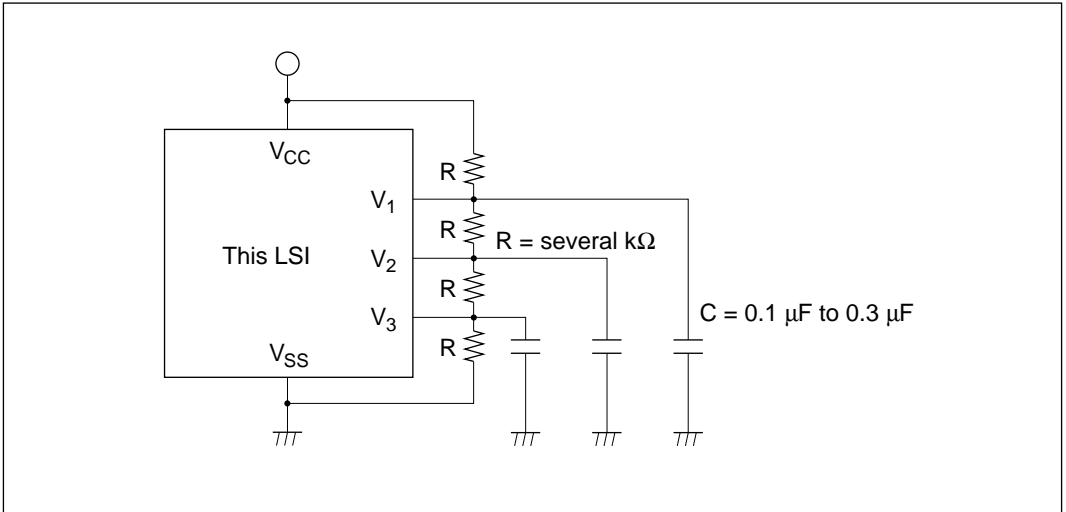 V_CC
R
V_1
R
R = several kΩ
This LSI
V_2
R
V_3
C = 0.1 μF to 0.3 μF
R
V_SS